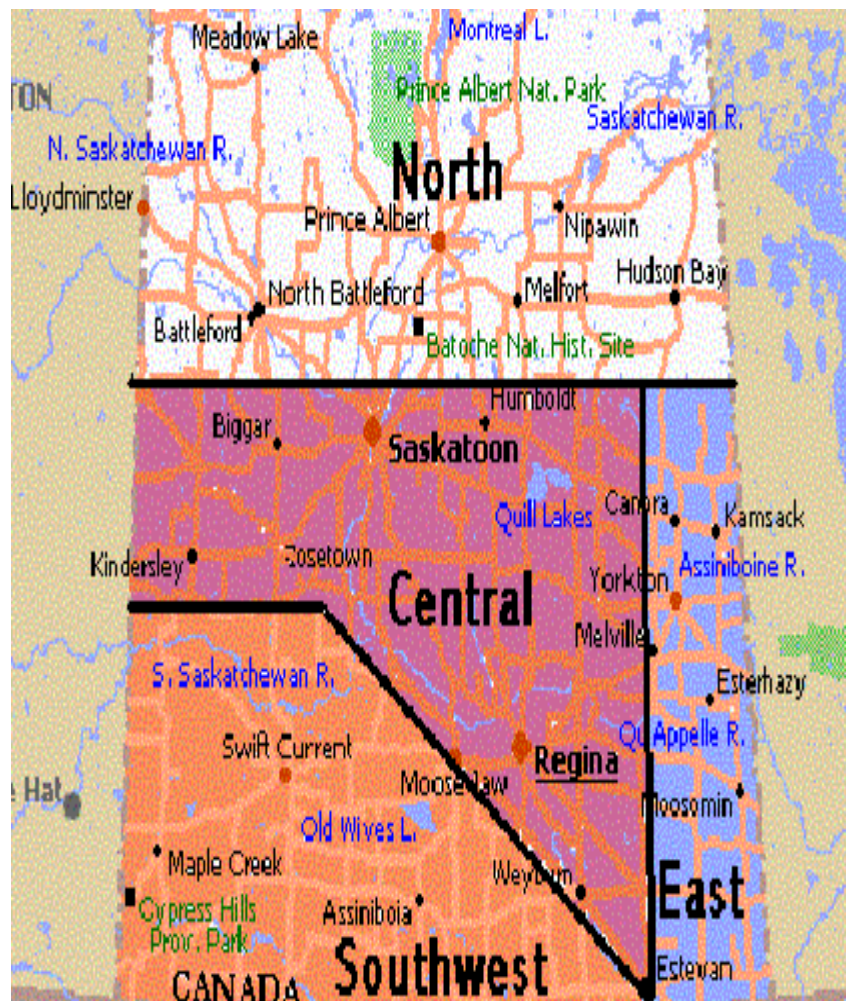 Meadow Lake
Montreal L.
TON
Prince Albert Nat. Park
Saskatchewan R.
N. Saskatchewan R.
North
Lloydminster
Prince Albert
Nipawin
Hudson Bay
North Battleford
Melfort
Battleford
Batoche Nat. Hist. Site
Humboldt
Biggar
Saskatoon
Quill Lakes
Canora
Kamsack
Kindersley
Rosetown
Assiniboine R.
Yorkton
Central
Melville
S. Saskatchewan R.
Esterhazy
Qu'Appelle R.
Swift Current
Regina
Moose Jaw
e Hat
Moosomin
Old Wives L.
Maple Creek
Weyburn
East
Cypress Hills
Prov. Park
Assiniboia
Southwest
Estewan
CANADA